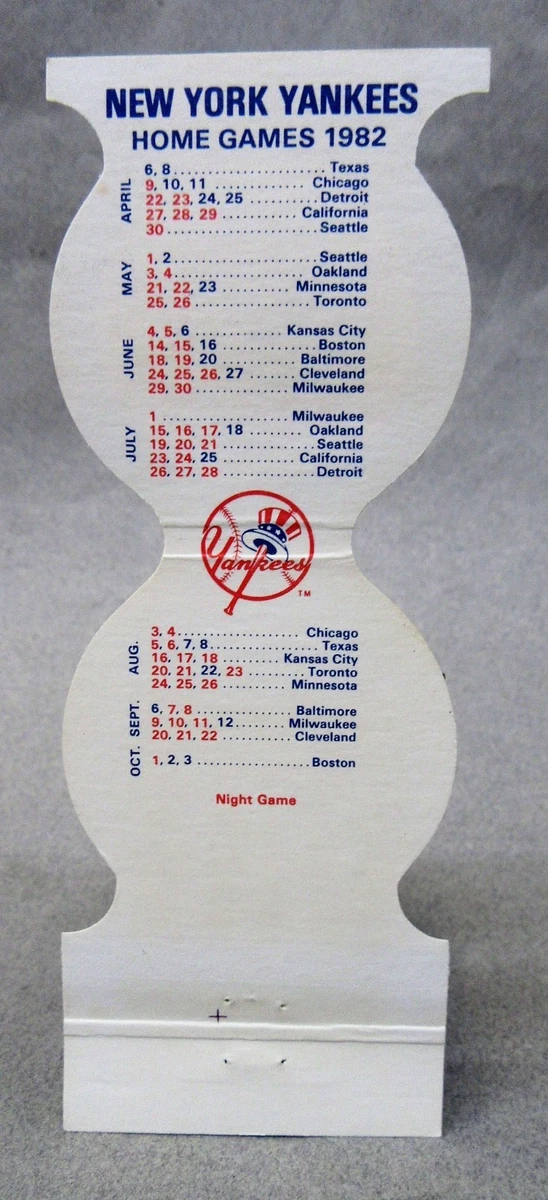 NEW YORK YANKEES
HOME GAMES 1982
APRIL
6, 8...................... Texas
9, 10, 11 ............. Chicago
22, 23, 24, 25 ........... Detroit
27, 28, 29 .......... California
30...................... Seattle
MAY
1, 2.................... Seattle
3, 4.................... Oakland
21, 22, 23 .......... Minnesota
25, 26 ................ Toronto
JUNE
4, 5, 6 ............. Kansas City
14, 15, 16 .............. Boston
18, 19, 20 ........... Baltimore
24, 25, 26, 27 ....... Cleveland
29, 30 .............. Milwaukee
JULY
1 ................... Milwaukee
15, 16, 17, 18 ........ Oakland
19, 20, 21 ............. Seattle
23, 24, 25 ........... California
26, 27, 28 ............. Detroit
Yankees
TM
AUG.
3, 4.................. Chicago
5, 6, 7, 8................. Texas
16, 17, 18 ......... Kansas City
20, 21, 22, 23 ......... Toronto
24, 25, 26 .......... Minnesota
SEPT.
6, 7, 8 .............. Baltimore
9, 10, 11, 12........ Milwaukee
20, 21, 22 .......... Cleveland
OCT.
1, 2, 3 ................. Boston
Night Game